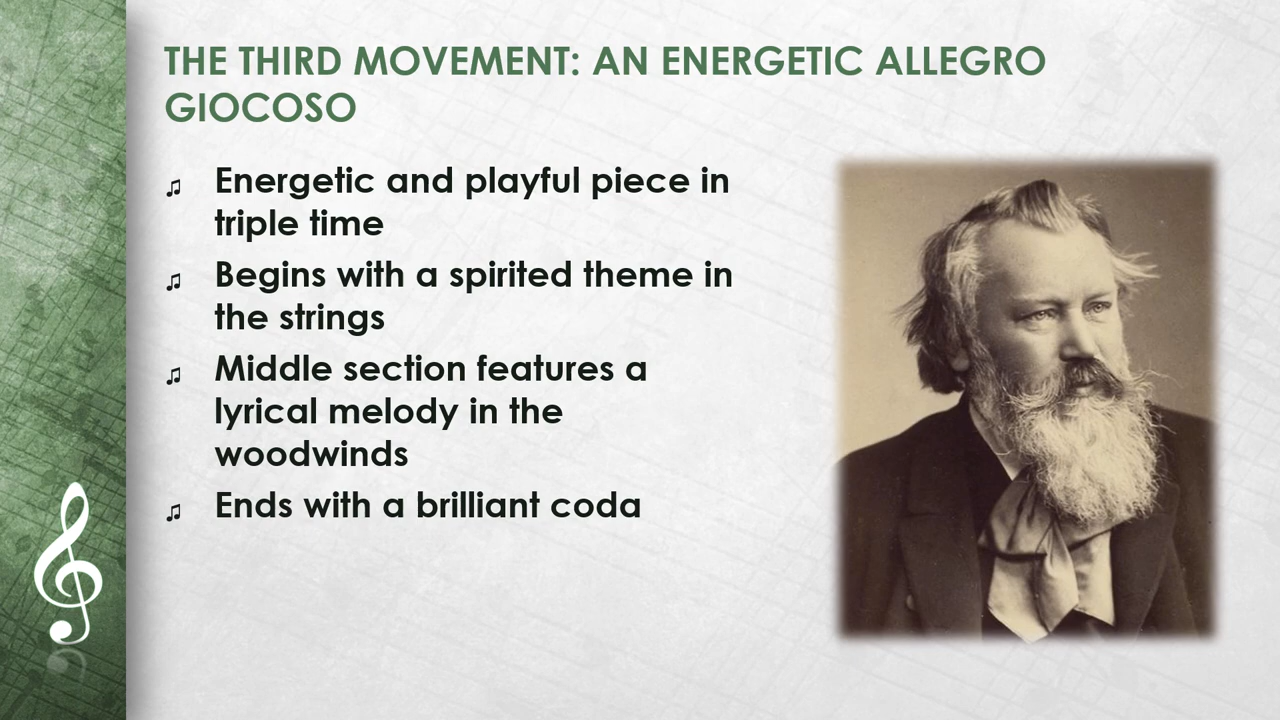 THE THIRD MOVEMENT: AN ENERGETIC ALLEGRO
GIOCOSO
♫ Energetic and playful piece in
triple time
♫ Begins with a spirited theme in
the strings
♫ Middle section features a
lyrical melody in the
woodwinds
♫ Ends with a brilliant coda